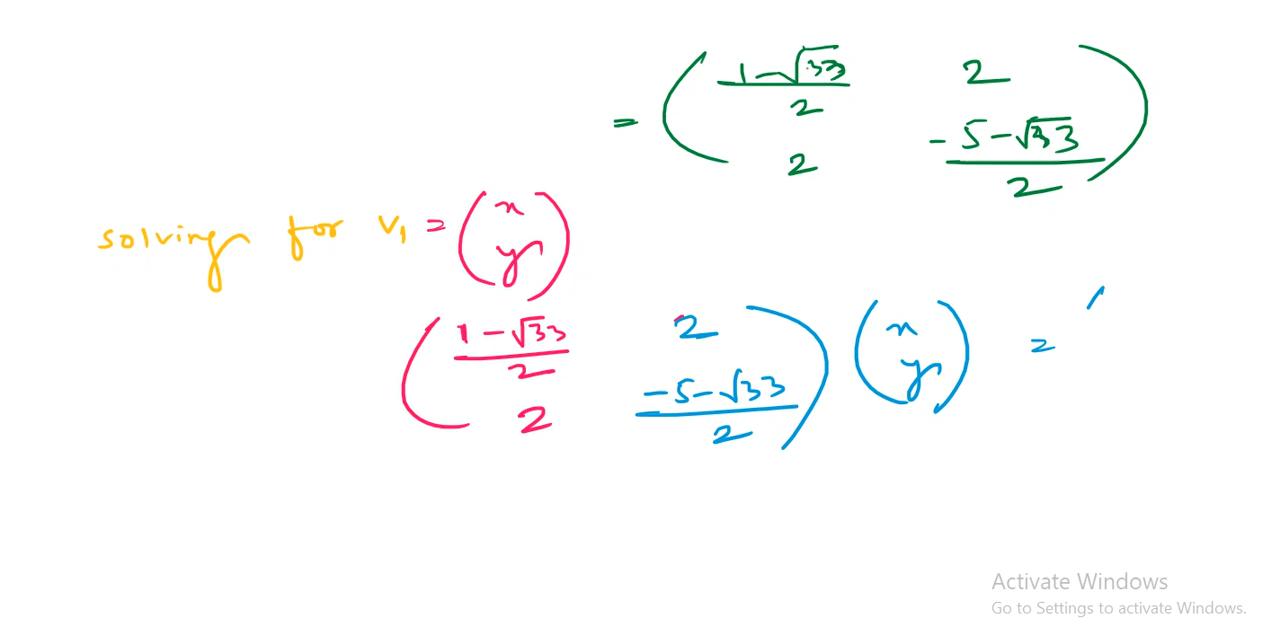 = ( (1-√33)/2 2
2 (-5-√33)/2 )
solving for v₁ = ( x
y )
( (1-√33)/2 2
2 (-5-√33)/2 ) ( x
y ) =
Activate Windows
Go to Settings to activate Windows.